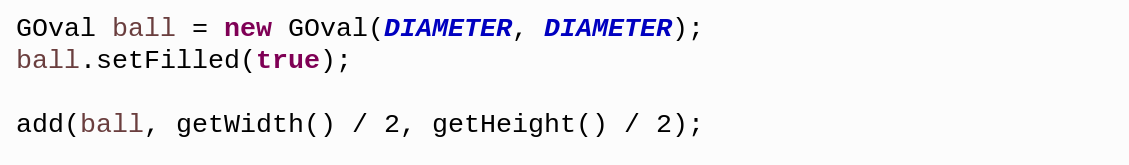 GOval ball = new GOval(DIAMETER, DIAMETER);
ball.setFilled(true);
add(ball, getWidth() / 2, getHeight() / 2);